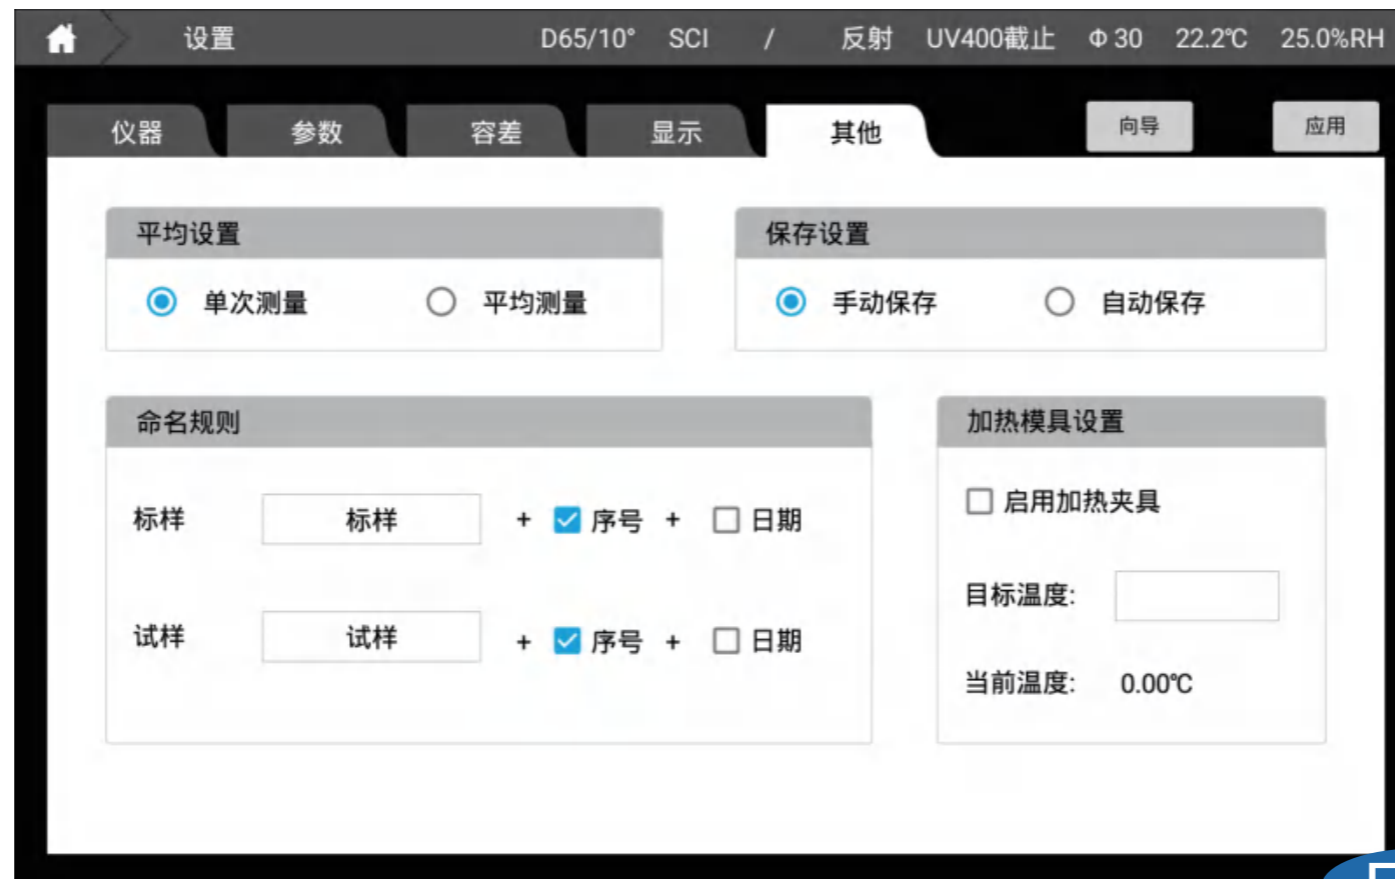 设置 D65/10° SCI / 反射 UV400截止 Φ30 22.2℃ 25.0%RH
仪器 参数 容差 显示 其他 向导 应用
平均设置 保存设置
单次测量 平均测量 手动保存 自动保存
命名规则 加热模具设置
标样 标样 + 序号 + 日期
启用加热夹具
目标温度:
试样 试样 + 序号 + 日期
当前温度: 0.00℃